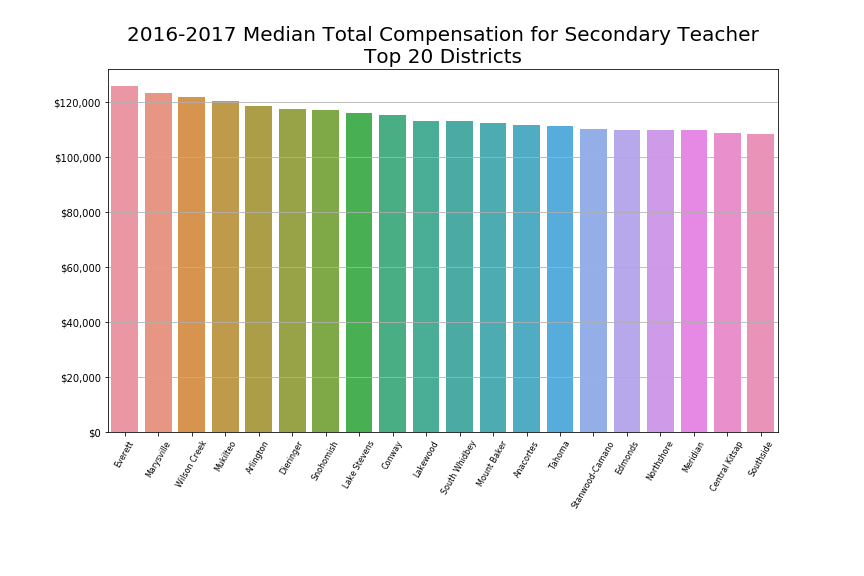 2016-2017 Median Total Compensation for Secondary Teacher
Top 20 Districts
$120,000
$100,000
$80,000
$60,000
$40,000
$20,000
$0
Everett
Marysville
Wilson Creek
Mukilteo
Arlington
Dieringer
Snohomish
Lake Stevens
Conway
Lakewood
South Whidbey
Mount Baker
Anacortes
Tahoma
Stanwood-Camano
Edmonds
Northshore
Meridian
Central Kitsap
Southside